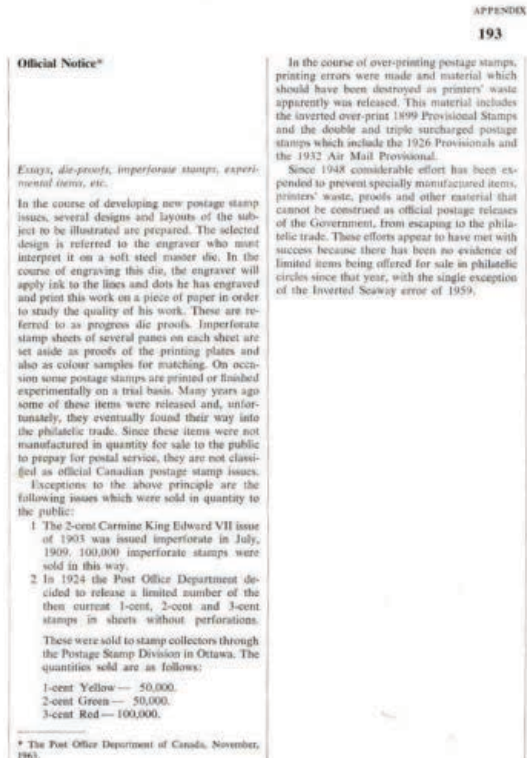 APPENDIX
193
Official Notice*
Essays, die-proofs, imperforate stamps, experi-
mental items, etc.
In the course of developing new postage stamp
issues, several designs and layouts of the sub-
ject to be illustrated are prepared. The selected
design is referred to the engraver who must
interpret it on a soft steel master die. In the
course of engraving this die, the engraver will
apply ink to the lines and dots he has engraved
and print this work on a piece of paper in order
to study the quality of his work. These are re-
ferred to as progress die proofs. Imperforate
stamp sheets of several panes on each sheet are
set aside as proofs of the printing plates and
also as colour samples for matching. On occa-
sion some postage stamps are printed or finished
experimentally on a trial basis. Many years ago
some of these items were released and, unfor-
tunately, they eventually found their way into
the philatelic trade. Since these items were not
manufactured in quantity for sale to the public
to prepay for postal service, they are not classi-
fied as official Canadian postage stamp issues.
Exceptions to the above principle are the
following issues which were sold in quantity to
the public:
1 The 2-cent Carmine King Edward VII issue
of 1903 was issued imperforate in July,
1909. 100,000 imperforate stamps were
sold in this way.
2 In 1924 the Post Office Department de-
cided to release a limited number of the
then current 1-cent, 2-cent and 3-cent
stamps in sheets without perforations.
These were sold to stamp collectors through
the Postage Stamp Division in Ottawa. The
quantities sold are as follows:
1-cent Yellow — 50,000.
2-cent Green — 50,000.
3-cent Red — 100,000.
* The Post Office Department of Canada, November,
1963.
In the course of over-printing postage stamps,
printing errors were made and material which
should have been destroyed as printers' waste
apparently was released. This material includes
the inverted over-print 1899 Provisional Stamps
and the double and triple surcharged postage
stamps which include the 1926 Provisionals and
the 1932 Air Mail Provisional.
Since 1948 considerable effort has been ex-
pended to prevent specially manufactured items,
printers' waste, proofs and other material that
cannot be construed as official postage releases
of the Government, from escaping to the phila-
telic trade. These efforts appear to have met with
success because there has been no evidence of
limited items being offered for sale in philatelic
circles since that year, with the single exception
of the Inverted Seaway error of 1959.